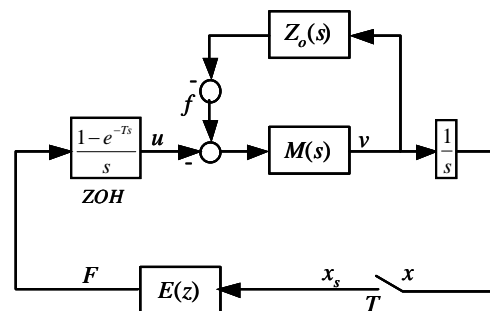 Z_o(s)
-
f
1-e^{-Ts}
s
u
-
M(s)
v
1
s
ZOH
F
E(z)
x_s
x
T